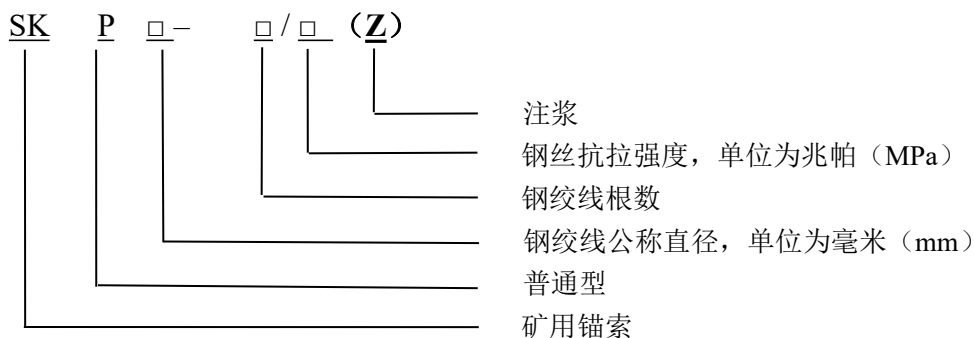 SK P □– □/□ （Z）
注浆
钢丝抗拉强度，单位为兆帕（MPa）
钢绞线根数
钢绞线公称直径，单位为毫米（mm）
普通型
矿用锚索